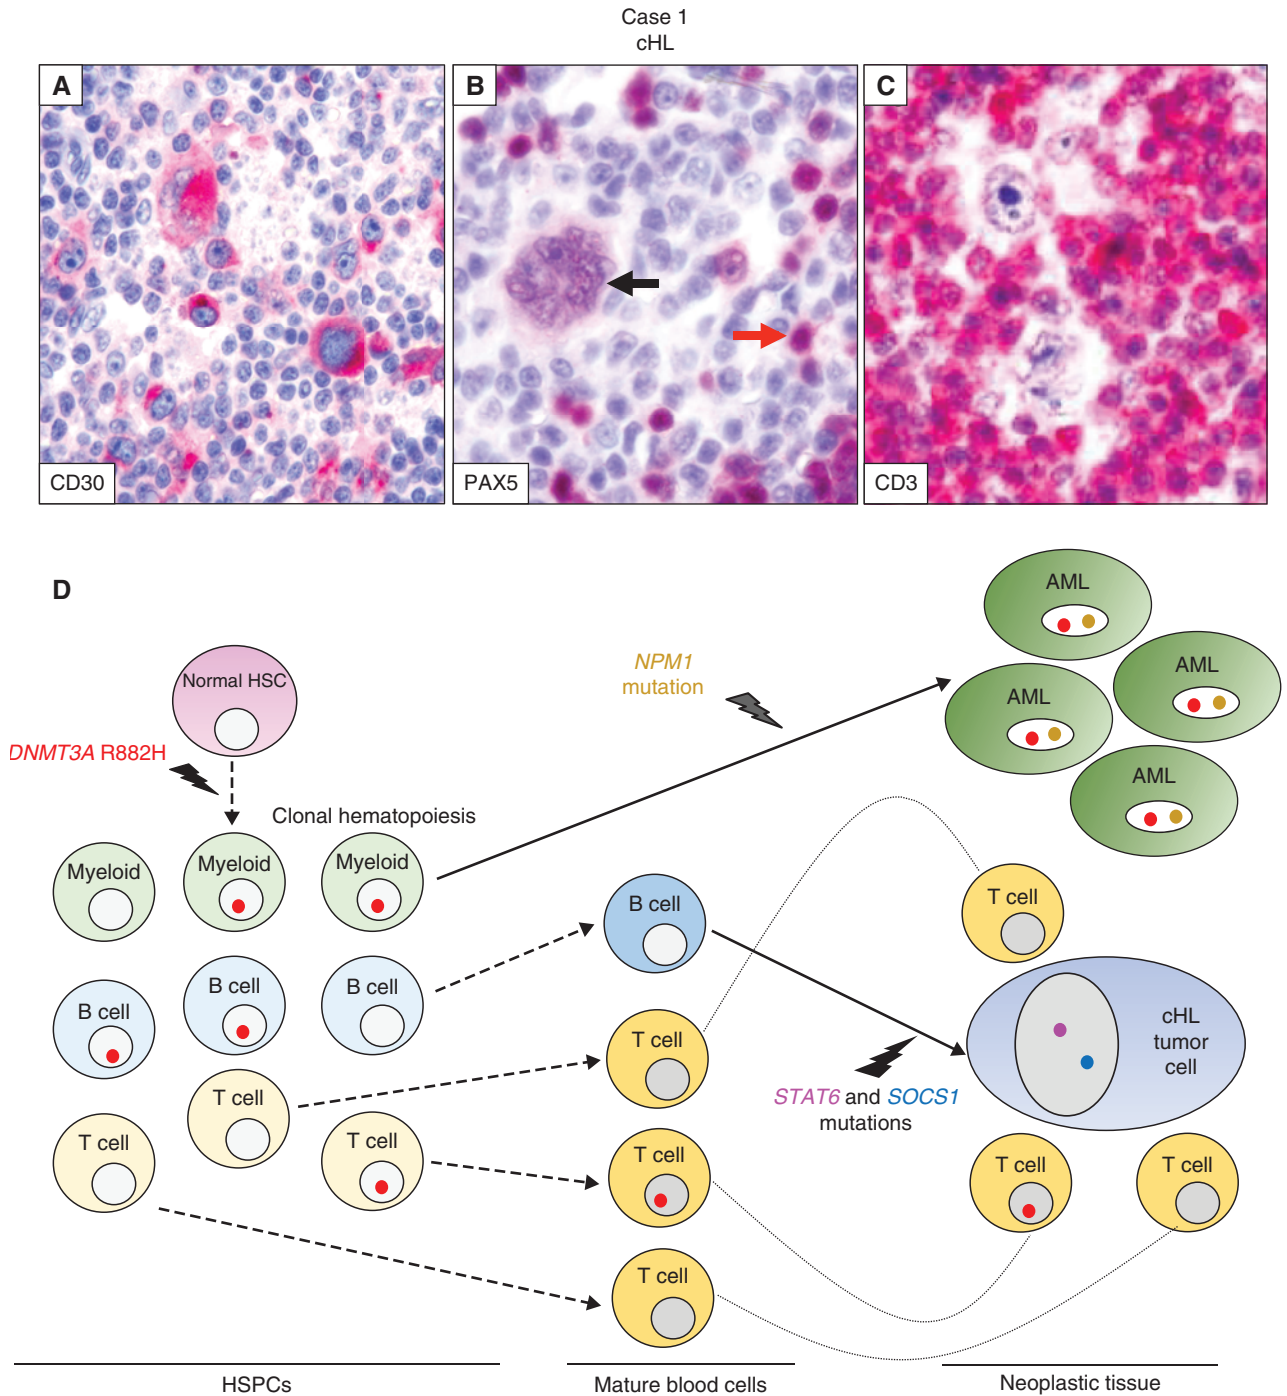 Case 1
cHL
A
B
C
CD30
PAX5
CD3
D
Normal HSC
DNMT3A R882H
Clonal hematopoiesis
Myeloid
Myeloid
Myeloid
B cell
B cell
B cell
T cell
T cell
T cell
HSPCs
NPM1
mutation
B cell
T cell
T cell
T cell
STAT6 and SOCS1
mutations
Mature blood cells
AML
AML
AML
AML
T cell
cHL
tumor
cell
T cell
T cell
Neoplastic tissue